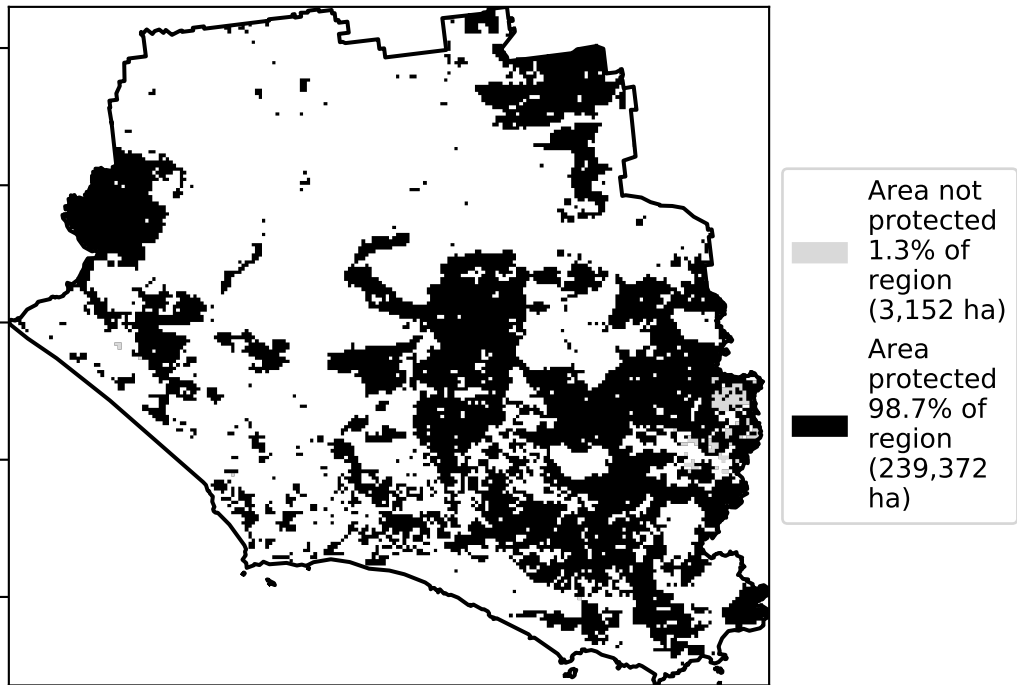 Area not
protected
1.3% of
region
(3,152 ha)
Area
protected
98.7% of
region
(239,372
ha)